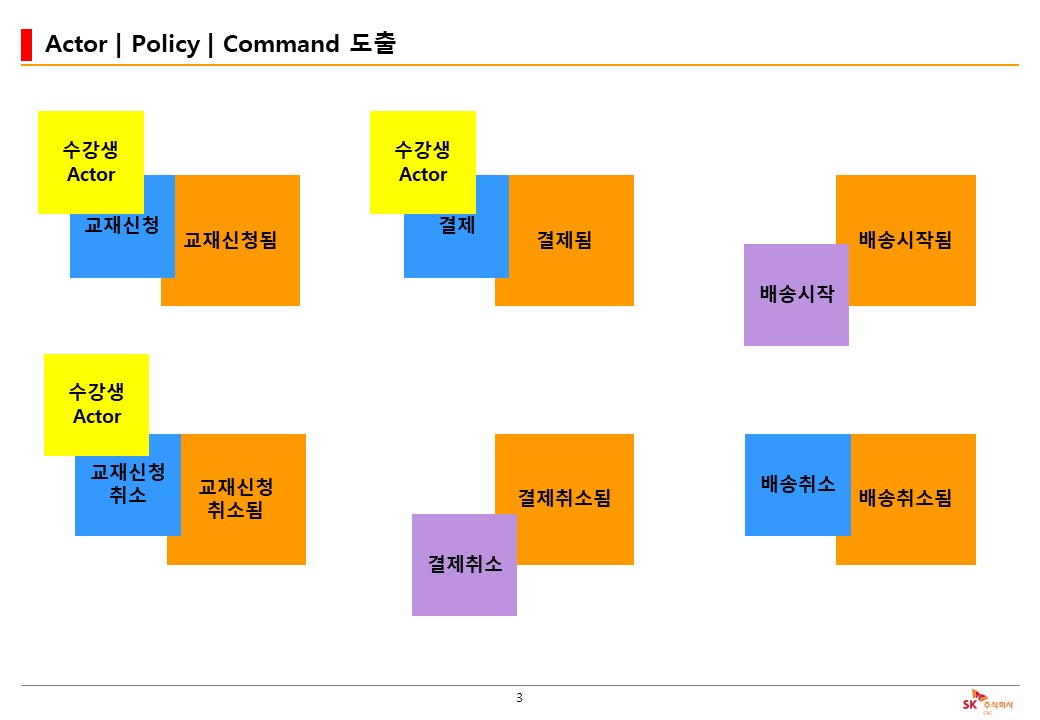 Actor | Policy | Command 도출
수강생
Actor
교재신청
교재신청됨
수강생
Actor
결제
결제됨
배송시작됨
배송시작
수강생
Actor
교재신청
취소
교재신청
취소됨
결제취소됨
결제취소
배송취소
배송취소됨
3
SK 주식회사
C&C